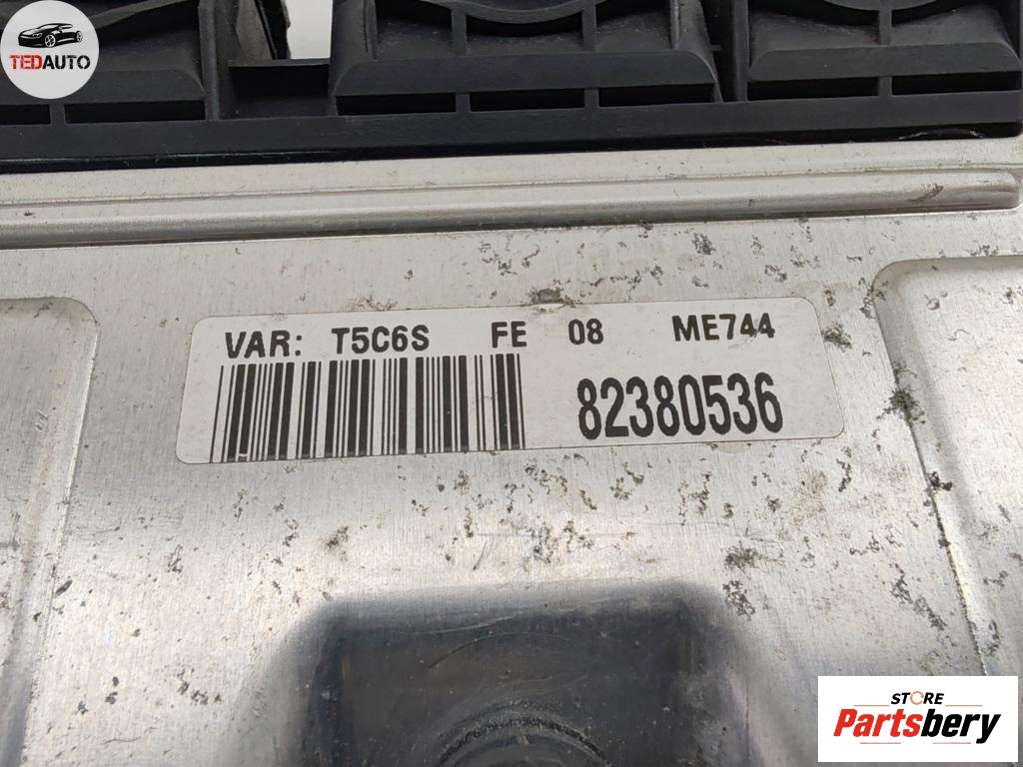 TEDAUTO
VAR: T5C6S FE 08 ME744
82380536
STORE
Partsbery